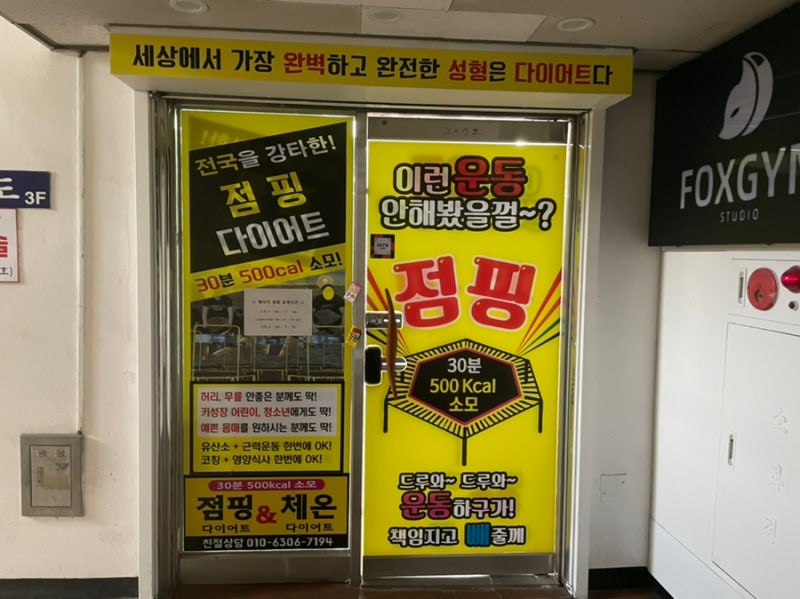 세상에서 가장 완벽하고 완전한 성형은 다이어트다
전국을 강타한!
점핑
다이어트
30분 500cal 소모!
허리, 무릎 안좋은 분께도 딱!
키성장 어린이, 청소년에게도 딱!
예쁜 몸매를 원하시는 분께도 딱!
유산소 + 근력운동 한번에 OK!
코칭 + 영양식사 한번에 OK!
30분 500kcal 소모
점핑 & 체온
다이어트 다이어트
친절상담 010-6306-7194
이런 운동
안해봤을껄~?
점핑
30분
500 Kcal
소모
드루와~ 드루와~
운동하구가!
책임지고 빼줄께
도 3F
FOXGYM
STUDIO
소화전